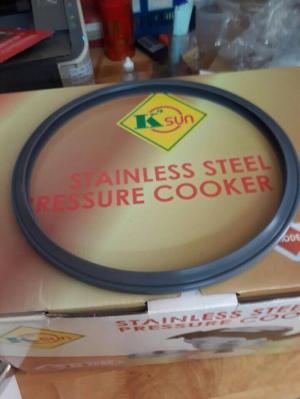 K sun
STAINLESS STEEL
PRESSURE COOKER
K sun
STAINLESS STEEL
PRESSURE COO